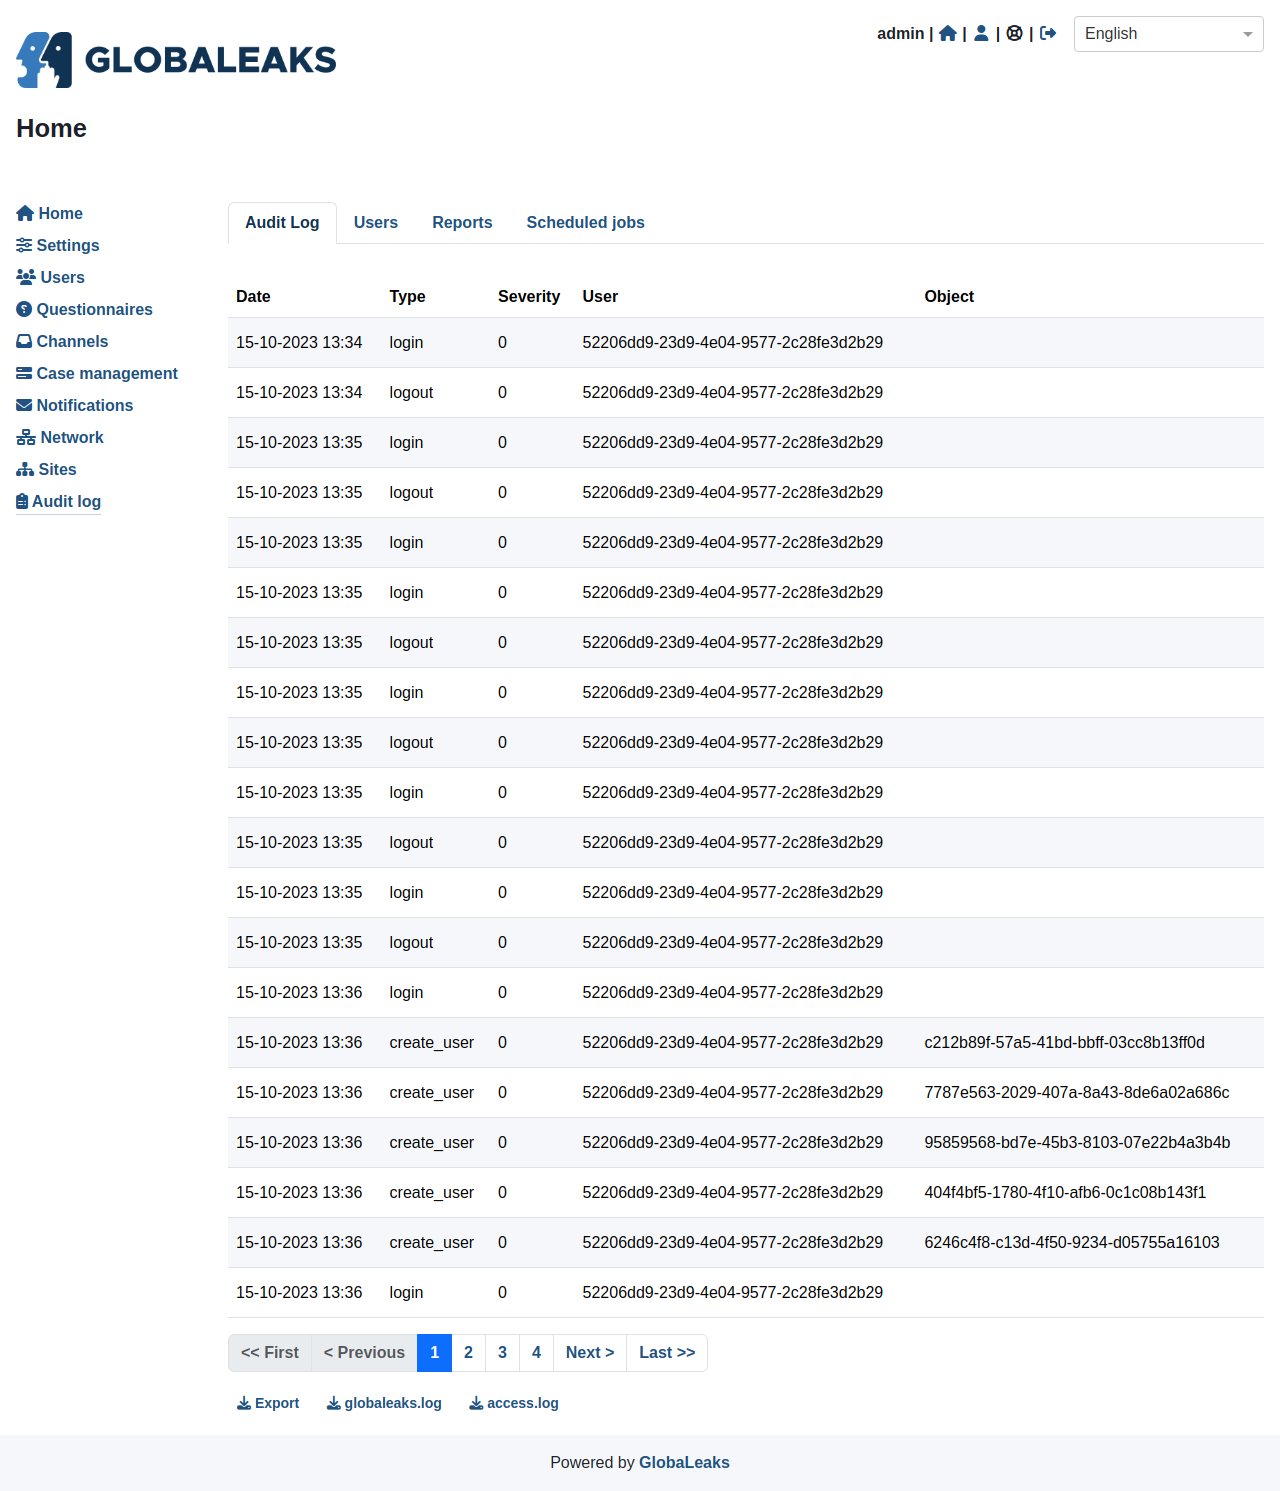 GLOBALEAKS
admin | | | | English
Home
Home
Settings
Users
Questionnaires
Channels
Case management
Notifications
Network
Sites
Audit log
Audit Log Users Reports Scheduled jobs
Date Type Severity User Object
15-10-2023 13:34 login 0 52206dd9-23d9-4e04-9577-2c28fe3d2b29
15-10-2023 13:34 logout 0 52206dd9-23d9-4e04-9577-2c28fe3d2b29
15-10-2023 13:35 login 0 52206dd9-23d9-4e04-9577-2c28fe3d2b29
15-10-2023 13:35 logout 0 52206dd9-23d9-4e04-9577-2c28fe3d2b29
15-10-2023 13:35 login 0 52206dd9-23d9-4e04-9577-2c28fe3d2b29
15-10-2023 13:35 login 0 52206dd9-23d9-4e04-9577-2c28fe3d2b29
15-10-2023 13:35 logout 0 52206dd9-23d9-4e04-9577-2c28fe3d2b29
15-10-2023 13:35 login 0 52206dd9-23d9-4e04-9577-2c28fe3d2b29
15-10-2023 13:35 logout 0 52206dd9-23d9-4e04-9577-2c28fe3d2b29
15-10-2023 13:35 login 0 52206dd9-23d9-4e04-9577-2c28fe3d2b29
15-10-2023 13:35 logout 0 52206dd9-23d9-4e04-9577-2c28fe3d2b29
15-10-2023 13:35 login 0 52206dd9-23d9-4e04-9577-2c28fe3d2b29
15-10-2023 13:35 logout 0 52206dd9-23d9-4e04-9577-2c28fe3d2b29
15-10-2023 13:36 login 0 52206dd9-23d9-4e04-9577-2c28fe3d2b29
15-10-2023 13:36 create_user 0 52206dd9-23d9-4e04-9577-2c28fe3d2b29 c212b89f-57a5-41bd-bbff-03cc8b13ff0d
15-10-2023 13:36 create_user 0 52206dd9-23d9-4e04-9577-2c28fe3d2b29 7787e563-2029-407a-8a43-8de6a02a686c
15-10-2023 13:36 create_user 0 52206dd9-23d9-4e04-9577-2c28fe3d2b29 95859568-bd7e-45b3-8103-07e22b4a3b4b
15-10-2023 13:36 create_user 0 52206dd9-23d9-4e04-9577-2c28fe3d2b29 404f4bf5-1780-4f10-afb6-0c1c08b143f1
15-10-2023 13:36 create_user 0 52206dd9-23d9-4e04-9577-2c28fe3d2b29 6246c4f8-c13d-4f50-9234-d05755a16103
15-10-2023 13:36 login 0 52206dd9-23d9-4e04-9577-2c28fe3d2b29
<< First < Previous 1 2 3 4 Next > Last >>
Export globaleaks.log access.log
Powered by GlobaLeaks